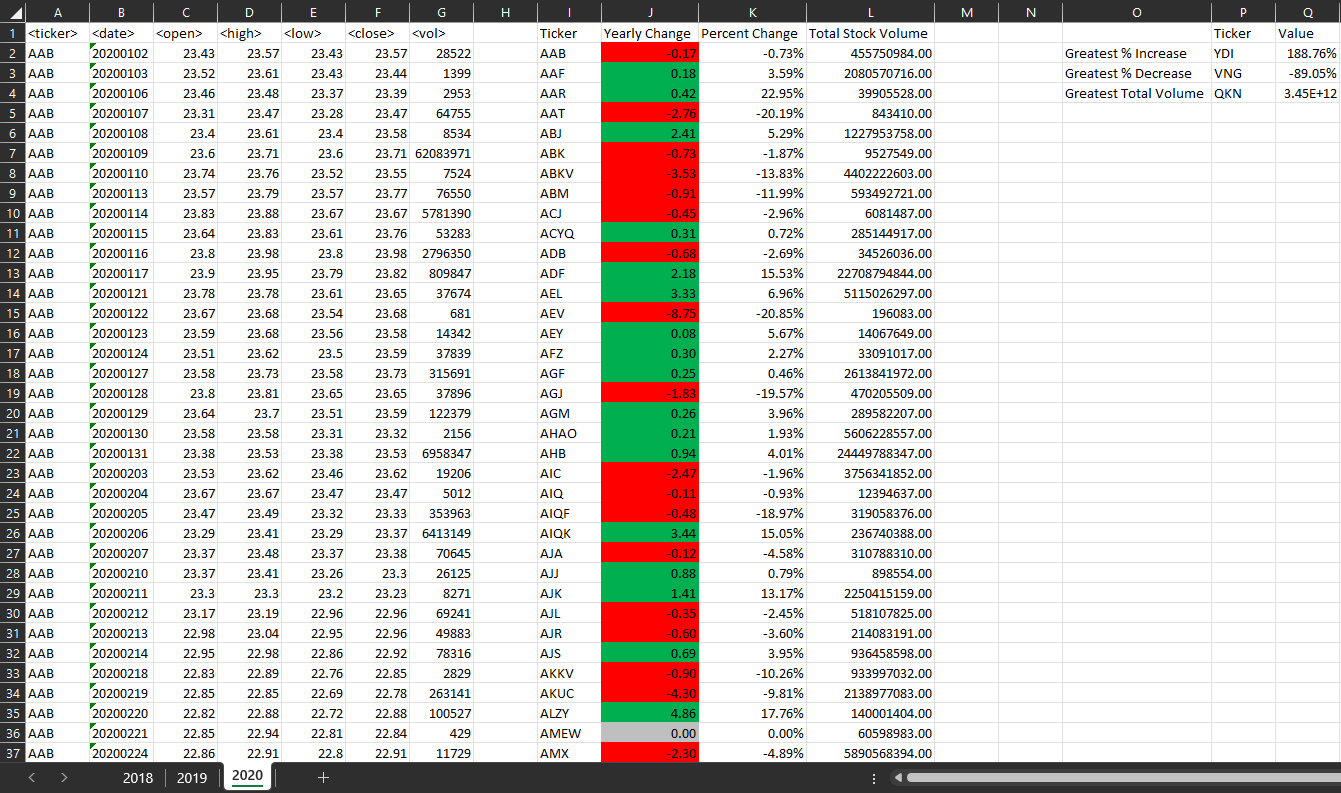 A B C D E F G H I J K L M N O P Q
1 <ticker> <date> <open> <high> <low> <close> <vol> Ticker Yearly Change Percent Change Total Stock Volume Ticker Value
2 AAB 20200102 23.43 23.57 23.43 23.57 28522 AAB -0.17 -0.73% 455750984.00 Greatest % Increase YDI 188.76%
3 AAB 20200103 23.52 23.61 23.43 23.44 1399 AAF 0.18 3.59% 2080570716.00 Greatest % Decrease VNG -89.05%
4 AAB 20200106 23.46 23.48 23.37 23.39 2953 AAR 0.42 22.95% 39905528.00 Greatest Total Volume QKN 3.45E+12
5 AAB 20200107 23.31 23.47 23.28 23.47 64755 AAT -2.76 -20.19% 843410.00
6 AAB 20200108 23.4 23.61 23.4 23.58 8534 ABJ 2.41 5.29% 1227953758.00
7 AAB 20200109 23.6 23.71 23.6 23.71 62083971 ABK -0.73 -1.87% 9527549.00
8 AAB 20200110 23.74 23.76 23.52 23.55 7524 ABKV -3.53 -13.83% 4402222603.00
9 AAB 20200113 23.57 23.79 23.57 23.77 76550 ABM -0.91 -11.99% 593492721.00
10 AAB 20200114 23.83 23.88 23.67 23.67 5781390 ACJ -0.45 -2.96% 6081487.00
11 AAB 20200115 23.64 23.83 23.61 23.76 53283 ACYQ 0.31 0.72% 285144917.00
12 AAB 20200116 23.8 23.98 23.8 23.98 2796350 ADB -0.68 -2.69% 34526036.00
13 AAB 20200117 23.9 23.95 23.79 23.82 809847 ADF 2.18 15.53% 22708794844.00
14 AAB 20200121 23.78 23.78 23.61 23.65 37674 AEL 3.33 6.96% 5115026297.00
15 AAB 20200122 23.67 23.68 23.54 23.68 681 AEV -8.75 -20.85% 196083.00
16 AAB 20200123 23.59 23.68 23.56 23.58 14342 AEY 0.08 5.67% 14067649.00
17 AAB 20200124 23.51 23.62 23.5 23.59 37839 AFZ 0.30 2.27% 33091017.00
18 AAB 20200127 23.58 23.73 23.58 23.73 315691 AGF 0.25 0.46% 2613841972.00
19 AAB 20200128 23.8 23.81 23.65 23.65 37896 AGJ -1.83 -19.57% 470205509.00
20 AAB 20200129 23.64 23.7 23.51 23.59 122379 AGM 0.26 3.96% 289582207.00
21 AAB 20200130 23.58 23.58 23.31 23.32 2156 AHAO 0.21 1.93% 5606228557.00
22 AAB 20200131 23.38 23.53 23.38 23.53 6958347 AHB 0.94 4.01% 24449788347.00
23 AAB 20200203 23.53 23.62 23.46 23.62 19206 AIC -2.47 -1.96% 3756341852.00
24 AAB 20200204 23.67 23.67 23.47 23.47 5012 AIQ -0.11 -0.93% 12394637.00
25 AAB 20200205 23.47 23.49 23.32 23.33 353963 AIQF -0.48 -18.97% 319058376.00
26 AAB 20200206 23.29 23.41 23.29 23.37 6413149 AIQK 3.44 15.05% 236740388.00
27 AAB 20200207 23.37 23.48 23.37 23.38 70645 AJA -0.12 -4.58% 310788310.00
28 AAB 20200210 23.37 23.41 23.26 23.3 26125 AJJ 0.88 0.79% 898554.00
29 AAB 20200211 23.3 23.3 23.2 23.23 8271 AJK 1.41 13.17% 2250415159.00
30 AAB 20200212 23.17 23.19 22.96 22.96 69241 AJL -0.35 -2.45% 518107825.00
31 AAB 20200213 22.98 23.04 22.95 22.96 49883 AJR -0.60 -3.60% 214083191.00
32 AAB 20200214 22.95 22.98 22.86 22.92 78316 AJS 0.69 3.95% 936458598.00
33 AAB 20200218 22.83 22.89 22.76 22.85 2829 AKKV -0.90 -10.26% 933997032.00
34 AAB 20200219 22.85 22.85 22.69 22.78 263141 AKUC -4.30 -9.81% 2138977083.00
35 AAB 20200220 22.82 22.88 22.72 22.88 100527 ALZY 4.86 17.76% 140001404.00
36 AAB 20200221 22.85 22.94 22.81 22.84 429 AMEW 0.00 0.00% 60598983.00
37 AAB 20200224 22.86 22.91 22.8 22.91 11729 AMX -2.30 -4.89% 5890568394.00
2018 2019 2020